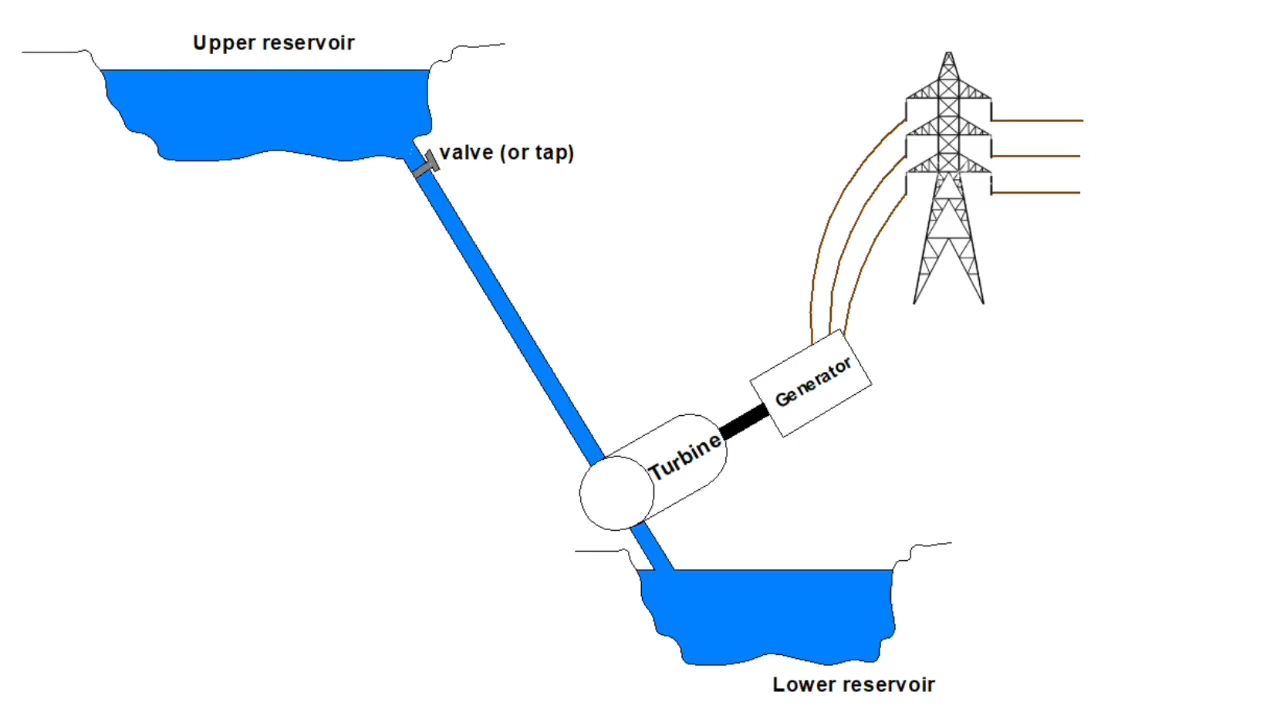 Upper reservoir
valve (or tap)
Generator
Turbine
Lower reservoir